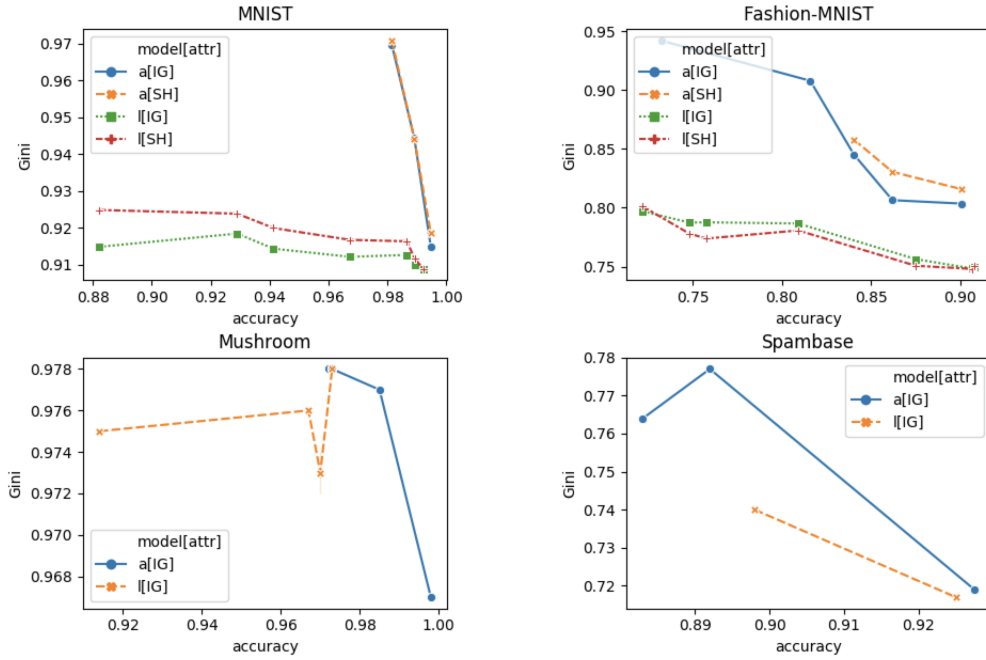 MNIST
0.97
0.96
0.95
0.94
0.93
0.92
0.91
Gini
model[attr]
a[IG]
a[SH]
l[IG]
l[SH]
0.88 0.90 0.92 0.94 0.96 0.98 1.00
accuracy
Fashion-MNIST
0.95
0.90
0.85
0.80
0.75
Gini
model[attr]
a[IG]
a[SH]
l[IG]
l[SH]
0.75 0.80 0.85 0.90
accuracy
Mushroom
0.978
0.976
0.974
0.972
0.970
0.968
Gini
model[attr]
a[IG]
l[IG]
0.92 0.94 0.96 0.98 1.00
accuracy
Spambase
0.78
0.77
0.76
0.75
0.74
0.73
0.72
Gini
model[attr]
a[IG]
l[IG]
0.89 0.90 0.91 0.92
accuracy